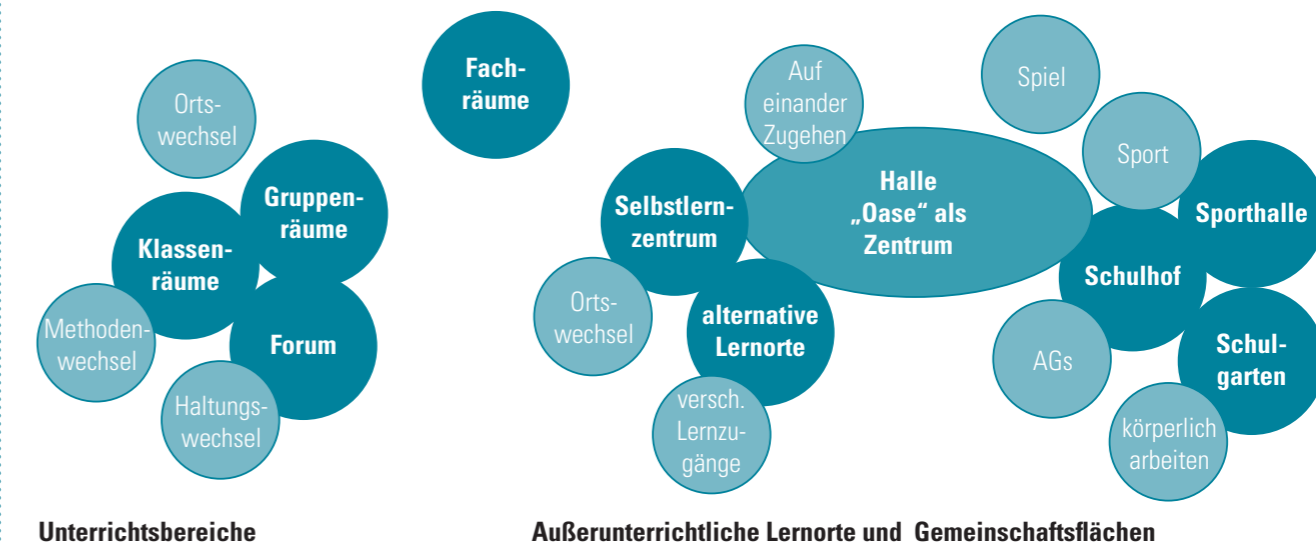 Orts-
wechsel
Gruppen-
räume
Klassen-
räume
Methoden-
wechsel
Forum
Haltungs-
wechsel
Fach-
räume
Auf
einander
Zugehen
Selbstlern-
zentrum
Halle
„Oase“ als
Zentrum
Orts-
wechsel
alternative
Lernorte
versch.
Lernzu-
gänge
Spiel
Sport
Sporthalle
Schulhof
AGs
Schul-
garten
körperlich
arbeiten
Unterrichtsbereiche
Außerunterrichtliche Lernorte und Gemeinschaftsflächen